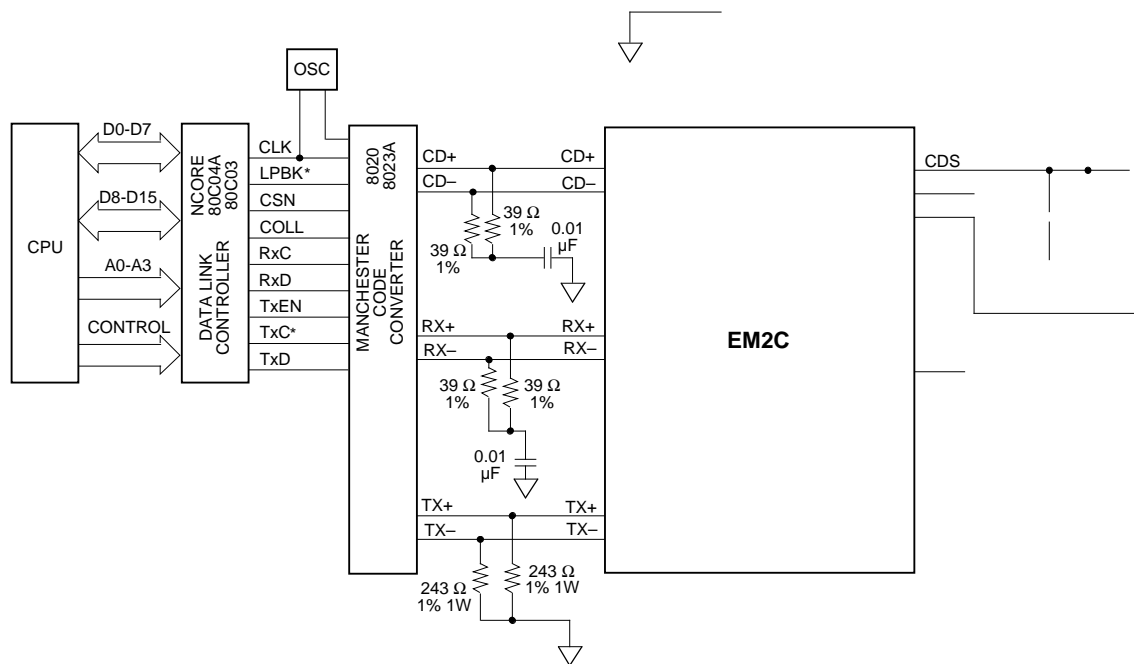 OSC
CPU
D0-D7
D8-D15
A0-A3
CONTROL
NCORE
80C04A
80C03
DATA LINK
CONTROLLER
CLK
LPBK*
CSN
COLL
RxC
RxD
TxEN
TxC*
TxD
8020
8023A
MANCHESTER
CODE
CONVERTER
CD+
CD–
CD+
CD–
39 Ω
1%
39 Ω
1%
0.01
µF
RX+
RX–
RX+
RX–
39 Ω
1%
39 Ω
1%
0.01
µF
TX+
TX–
TX+
TX–
243 Ω
1% 1W
243 Ω
1% 1W
EM2C
CDS